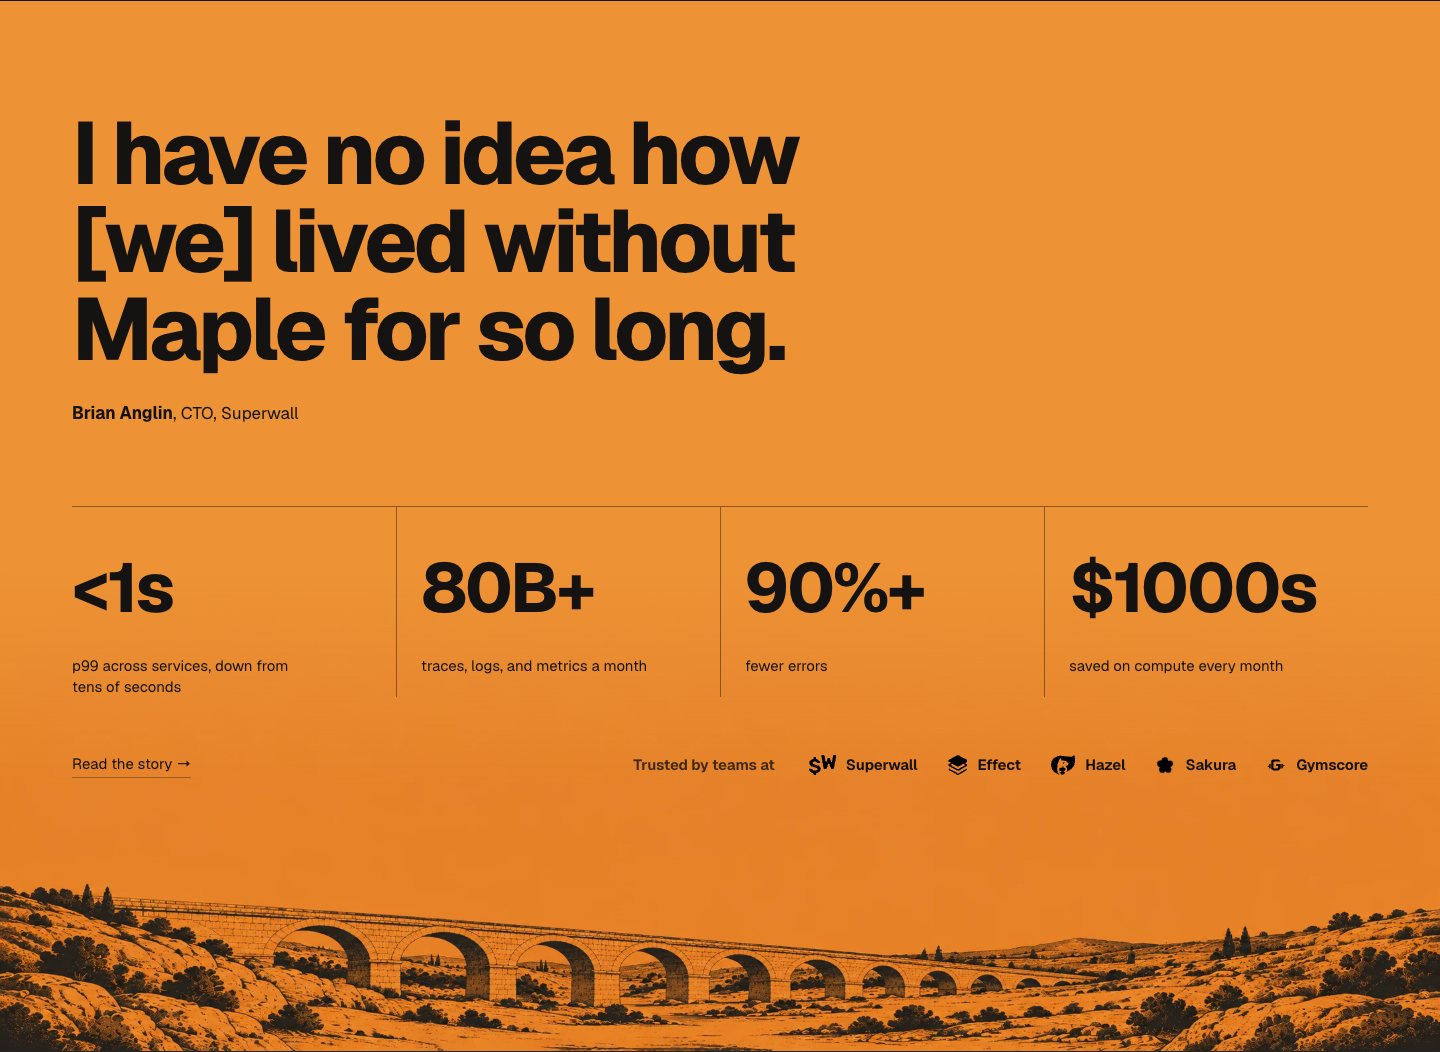 I have no idea how
[we] lived without
Maple for so long.
Brian Anglin, CTO, Superwall
<1s
p99 across services, down from
tens of seconds
80B+
traces, logs, and metrics a month
90%+
fewer errors
$1000s
saved on compute every month
Read the story →
Trusted by teams at
$W Superwall
Effect
Hazel
Sakura
G Gymscore